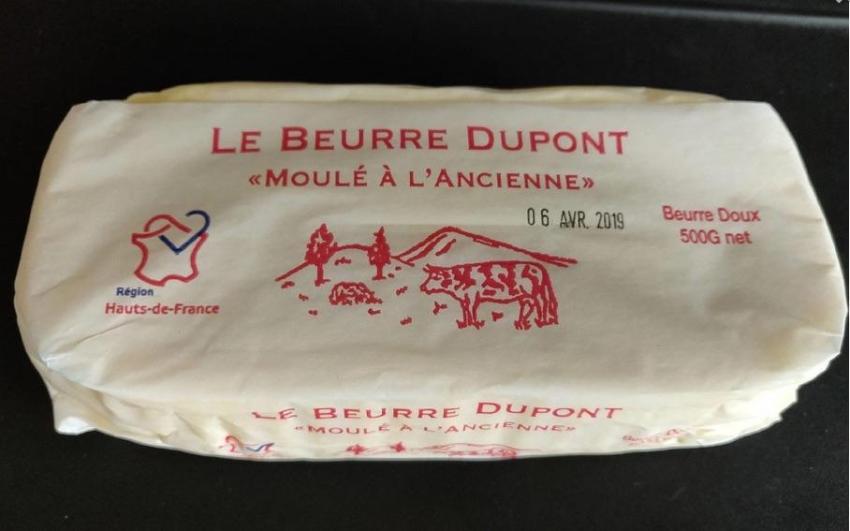 LE BEURRE DUPONT
«MOULÉ À L'ANCIENNE»
06 AVR. 2019
Beurre Doux
500G net
Région
Hauts-de-France
LE BEURRE DUPONT
«MOULÉ À L'ANCIENNE»